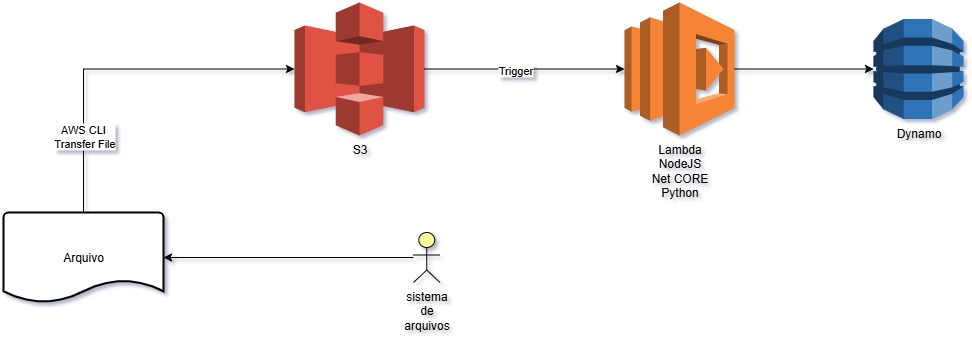 Trigger
AWS CLI
Transfer File
S3
Lambda
NodeJS
Net CORE
Python
Dynamo
Arquivo
sistema
de
arquivos